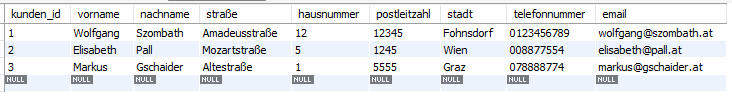 kunden_id vorname nachname straße hausnummer postleitzahl stadt telefonnummer email
1 Wolfgang Szombath Amadeusstraße 12 12345 Fohnsdorf 0123456789 wolfgang@szombath.at
2 Elisabeth Pall Mozartstraße 5 1245 Wien 008877554 elisabeth@pall.at
3 Markus Gschaider Altestraße 1 5555 Graz 078888774 markus@gschaider.at
NULL NULL NULL NULL NULL NULL NULL NULL NULL